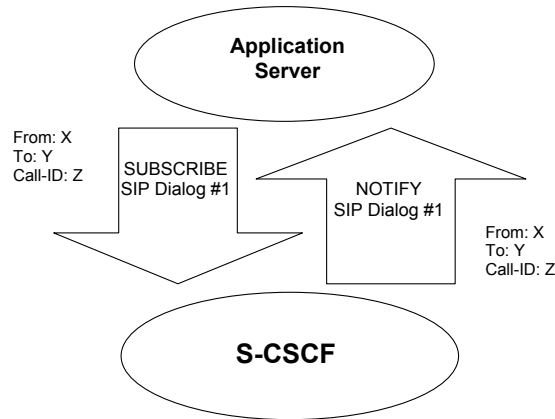 Application
Server
From: X
To: Y
Call-ID: Z
SUBSCRIBE
SIP Dialog #1
NOTIFY
SIP Dialog #1
From: X
To: Y
Call-ID: Z
S-CSCF